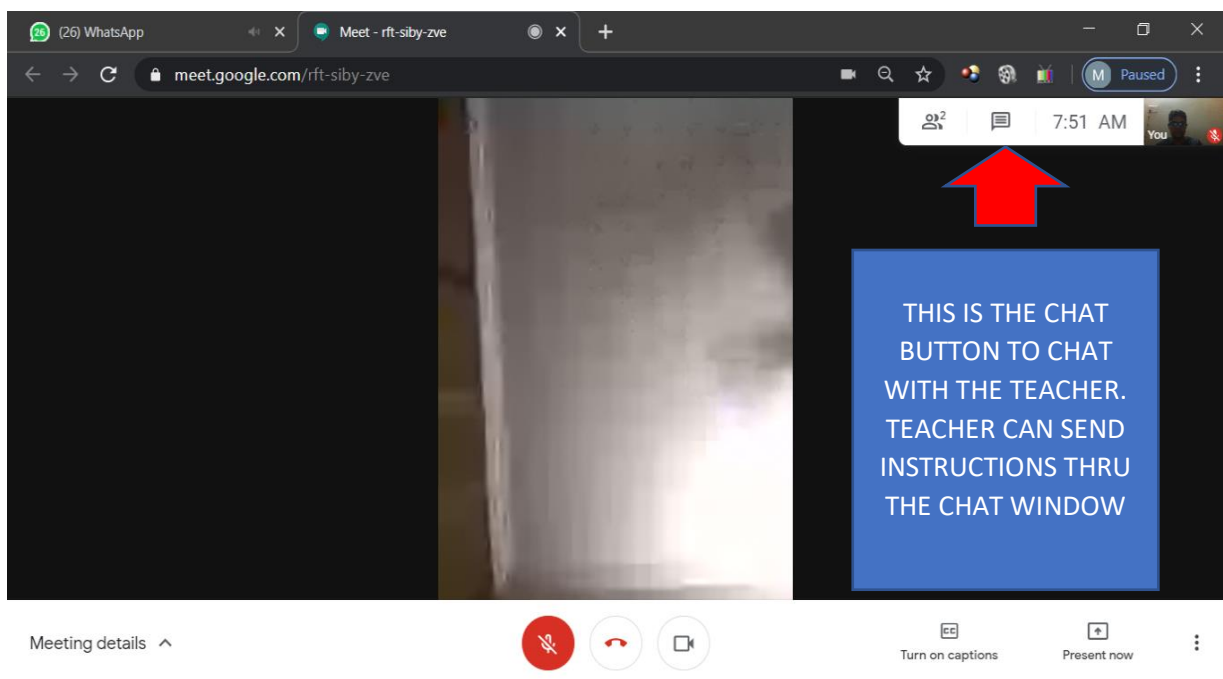 26 (26) WhatsApp Meet - rft-siby-zve
meet.google.com/rft-siby-zve M Paused
2 7:51 AM You
THIS IS THE CHAT
BUTTON TO CHAT
WITH THE TEACHER.
TEACHER CAN SEND
INSTRUCTIONS THRU
THE CHAT WINDOW
Meeting details
CC
Turn on captions Present now